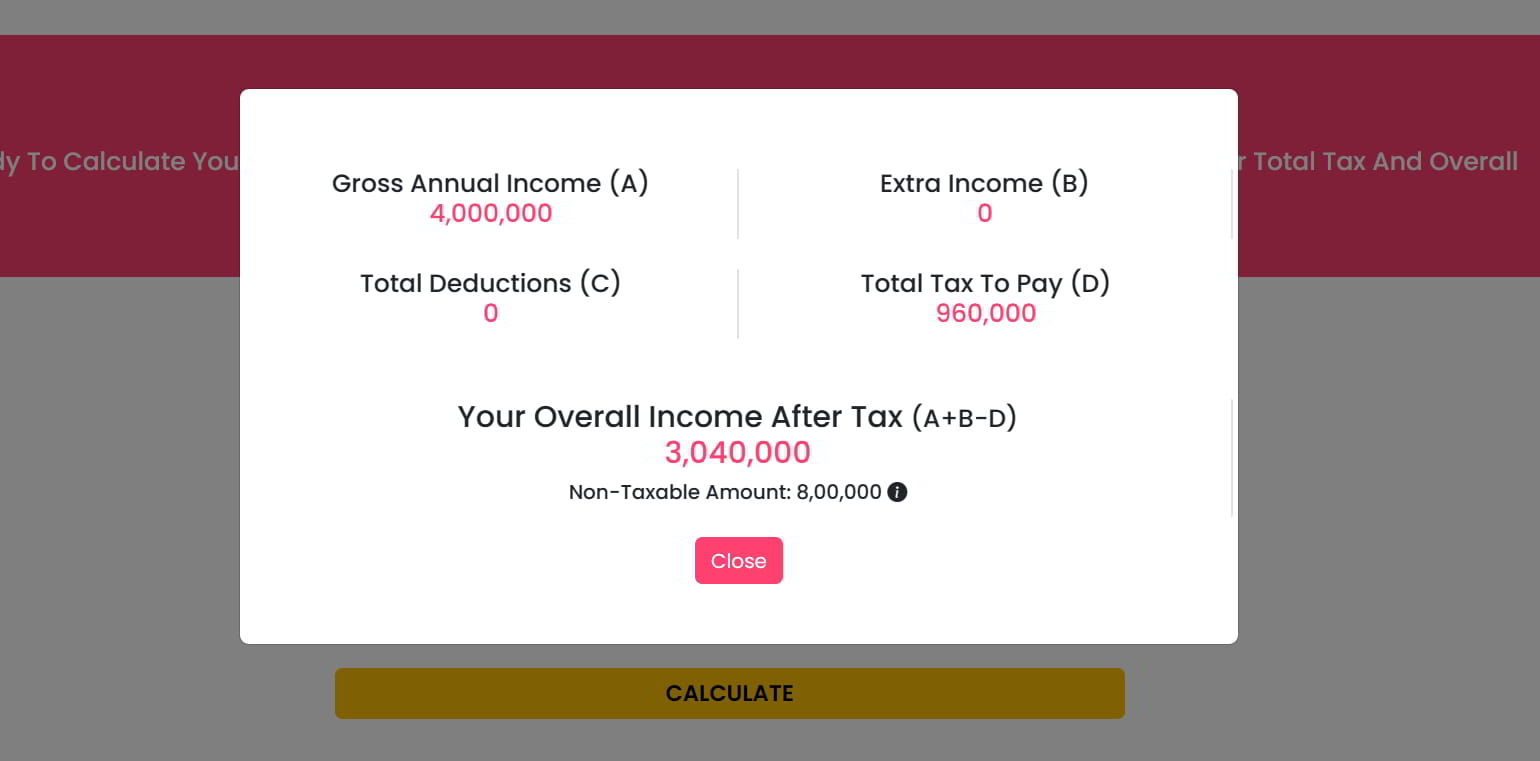 dy To Calculate You
r Total Tax And Overall
Gross Annual Income (A)
4,000,000
Extra Income (B)
0
Total Deductions (C)
0
Total Tax To Pay (D)
960,000
Your Overall Income After Tax (A+B-D)
3,040,000
Non-Taxable Amount: 8,00,000 i
Close
CALCULATE